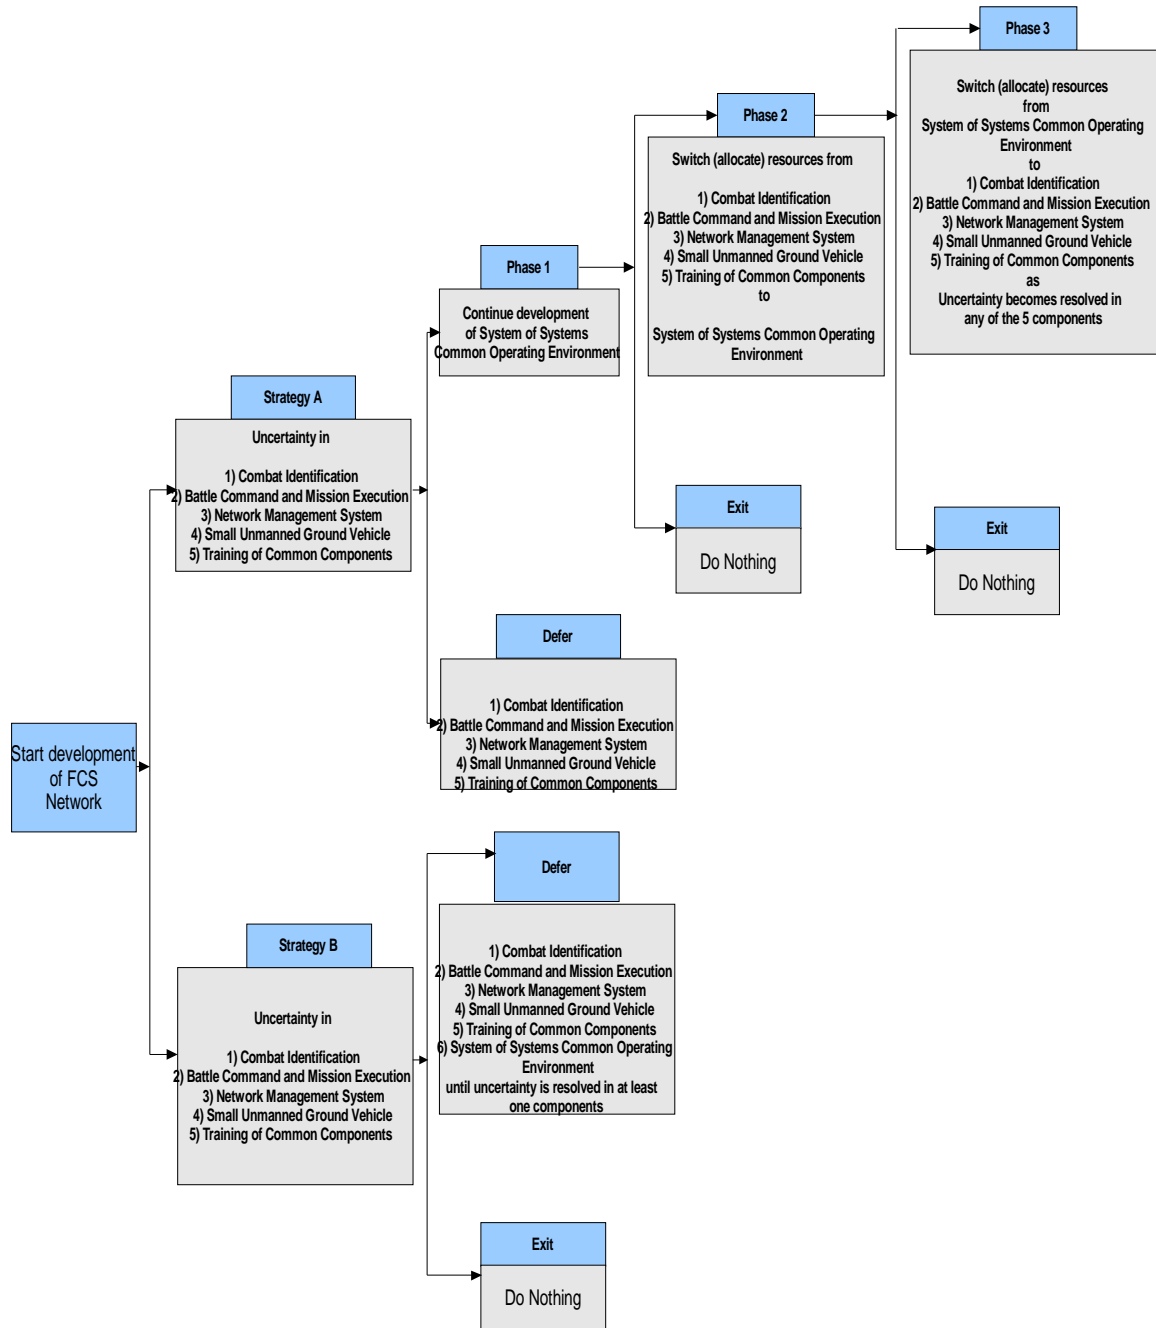 Start development
of FCS
Network
Strategy A
Uncertainty in
1) Combat Identification
2) Battle Command and Mission Execution
3) Network Management System
4) Small Unmanned Ground Vehicle
5) Training of Common Components
Phase 1
Continue development
of System of Systems
Common Operating Environment
Phase 2
Switch (allocate) resources from
1) Combat Identification
2) Battle Command and Mission Execution
3) Network Management System
4) Small Unmanned Ground Vehicle
5) Training of Common Components
to
System of Systems Common Operating
Environment
Phase 3
Switch (allocate) resources
from
System of Systems Common Operating
Environment
to
1) Combat Identification
2) Battle Command and Mission Execution
3) Network Management System
4) Small Unmanned Ground Vehicle
5) Training of Common Components
as
Uncertainty becomes resolved in
any of the 5 components
Exit
Do Nothing
Exit
Do Nothing
Defer
1) Combat Identification
2) Battle Command and Mission Execution
3) Network Management System
4) Small Unmanned Ground Vehicle
5) Training of Common Components
Strategy B
Uncertainty in
1) Combat Identification
2) Battle Command and Mission Execution
3) Network Management System
4) Small Unmanned Ground Vehicle
5) Training of Common Components
Defer
1) Combat Identification
2) Battle Command and Mission Execution
3) Network Management System
4) Small Unmanned Ground Vehicle
5) Training of Common Components
6) System of Systems Common Operating
Environment
until uncertainty is resolved in at least
one components
Exit
Do Nothing